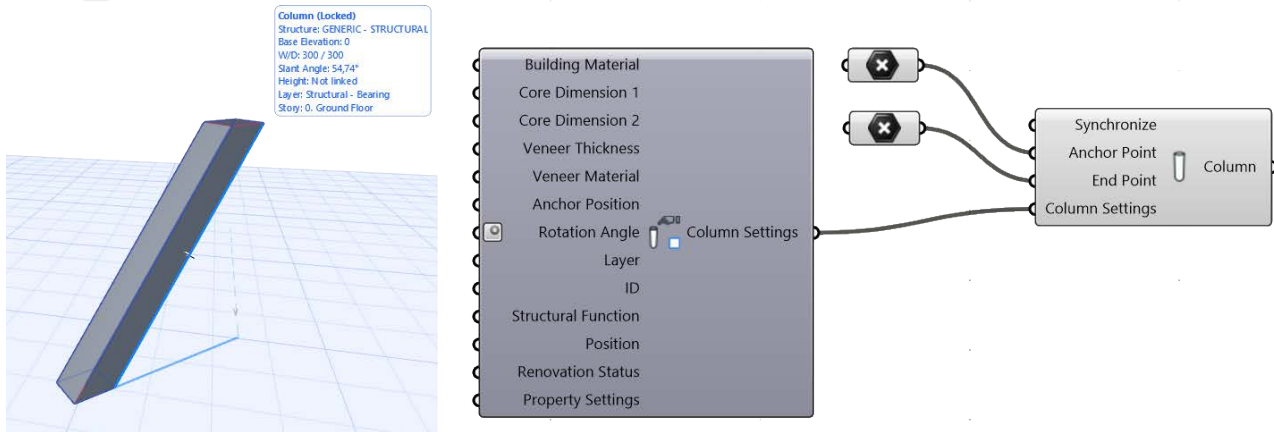 Column (Locked)
Structure: GENERIC - STRUCTURAL
Base Elevation: 0
W/D: 300 / 300
Slant Angle: 54,74°
Height: Not linked
Layer: Structural - Bearing
Story: 0. Ground Floor
Building Material
Core Dimension 1
Core Dimension 2
Veneer Thickness
Veneer Material
Anchor Position
Rotation Angle
Layer
ID
Structural Function
Position
Renovation Status
Property Settings
Column Settings
Synchronize
Anchor Point
End Point
Column Settings
Column